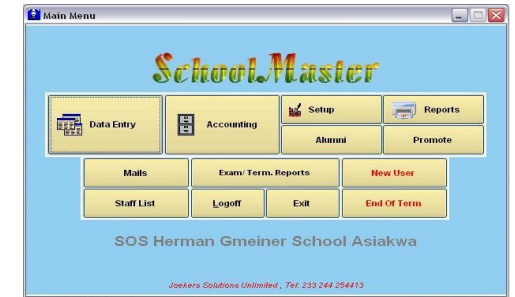 Main Menu
SchoolMaster
Data Entry
Accounting
Setup
Reports
Alumni
Promote
Mails
Exam/Term. Reports
New User
Staff List
Logoff
Exit
End Of Term
SOS Herman Gmeiner School Asiakwa
Joekers Solutions Unlimited , Tel: 233 244 254413